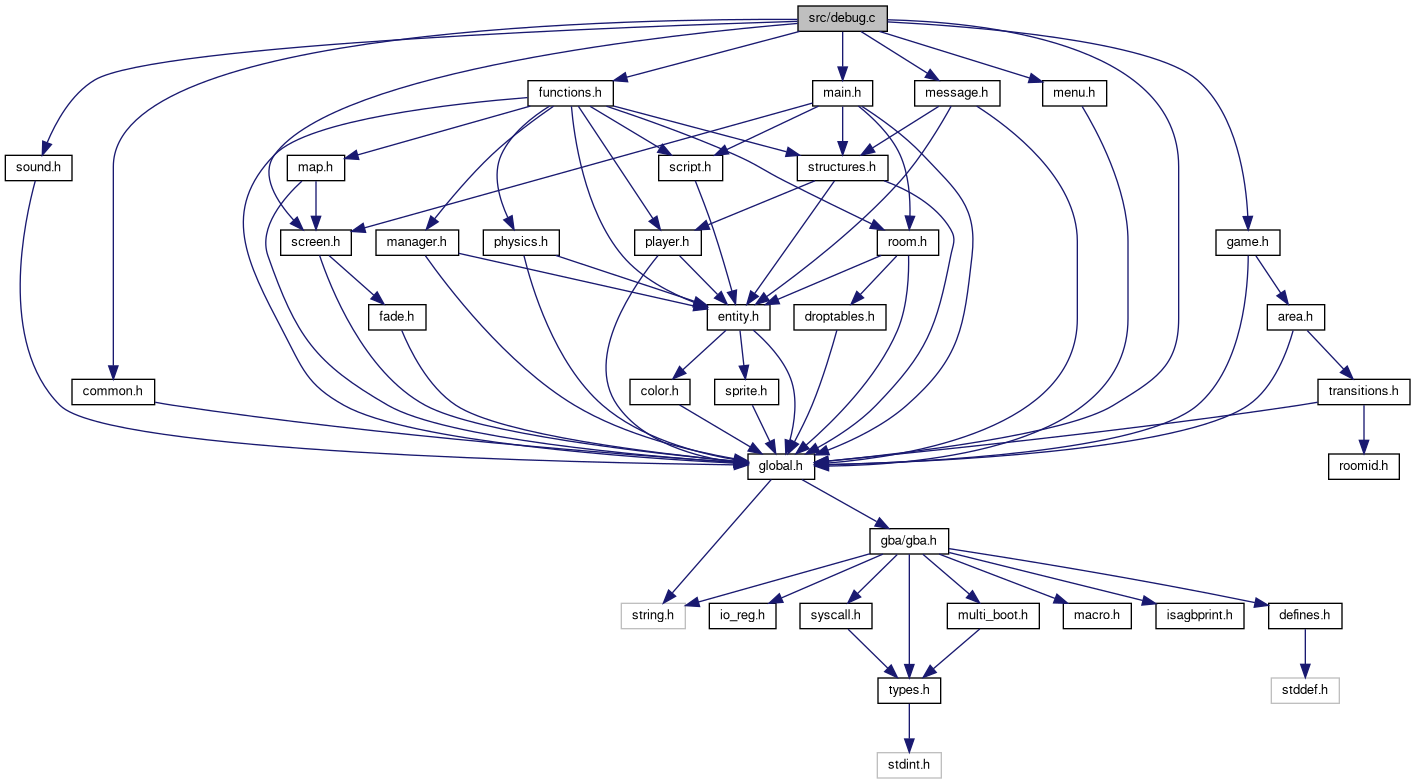 src/debug.c
functions.h
main.h
message.h
menu.h
sound.h
map.h
script.h
structures.h
screen.h
manager.h
physics.h
player.h
room.h
game.h
fade.h
entity.h
droptables.h
area.h
common.h
color.h
sprite.h
transitions.h
global.h
roomid.h
gba/gba.h
string.h
io_reg.h
syscall.h
multi_boot.h
macro.h
isagbprint.h
defines.h
types.h
stddef.h
stdint.h